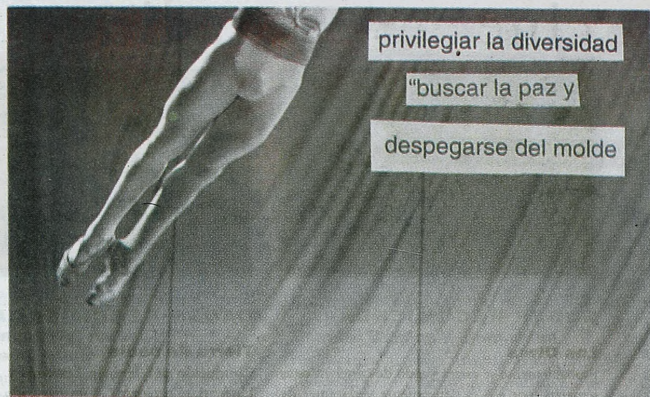 privilegiar la diversidad
“buscar la paz y
despegarse del molde